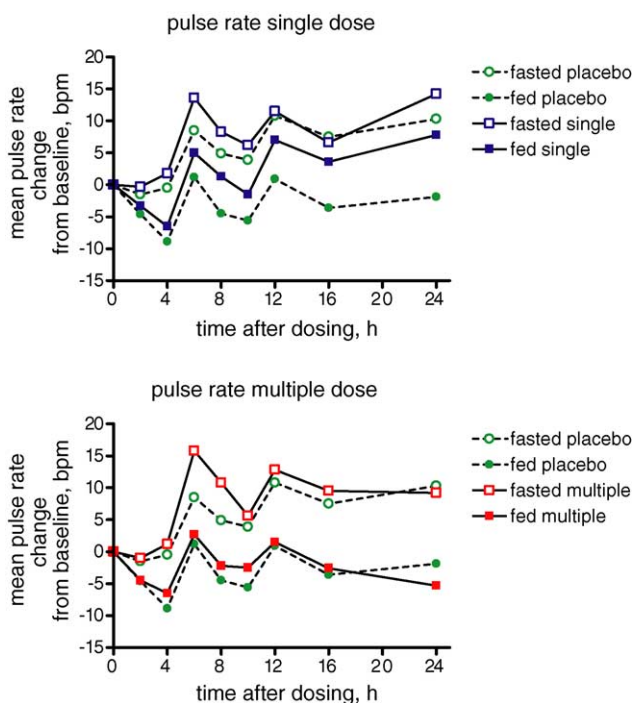 pulse rate single dose
mean pulse rate
change
from baseline, bpm
20
15
10
5
0
-5
-10
-15
0 4 8 12 16 20 24
time after dosing, h
fasted placebo
fed placebo
fasted single
fed single
pulse rate multiple dose
mean pulse rate
change
from baseline, bpm
20
15
10
5
0
-5
-10
-15
0 4 8 12 16 20 24
time after dosing, h
fasted placebo
fed placebo
fasted multiple
fed multiple